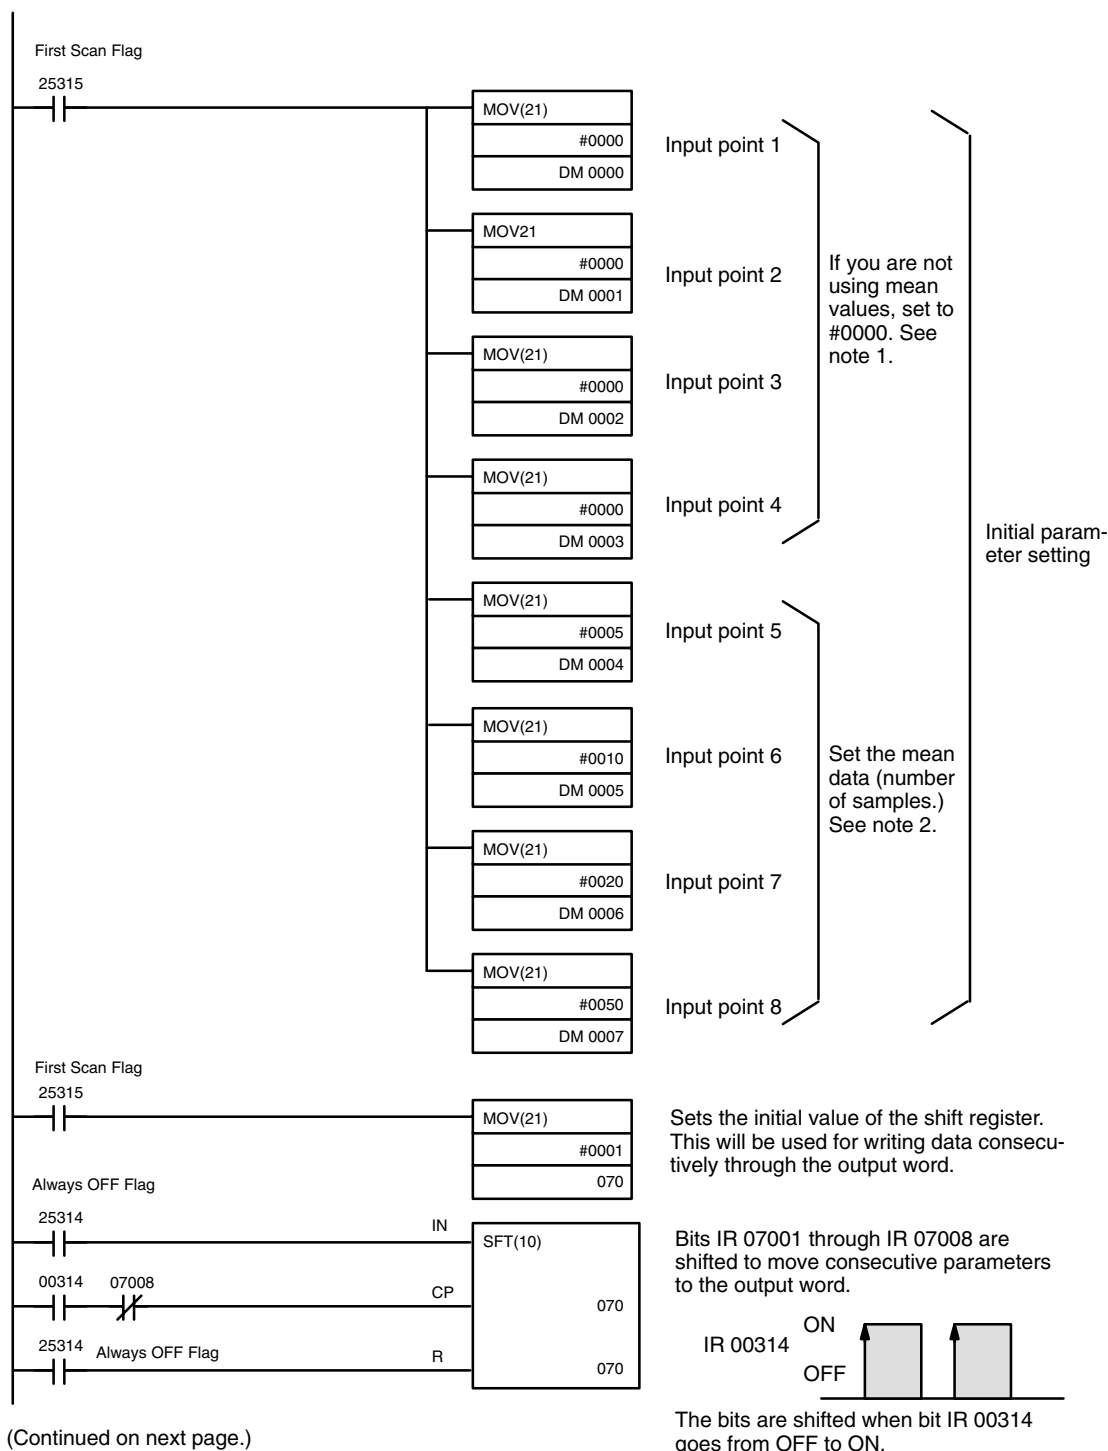 First Scan Flag
25315
MOV(21)
#0000
DM 0000
Input point 1
MOV21
#0000
DM 0001
Input point 2
If you are not
using mean
values, set to
#0000. See
note 1.
MOV(21)
#0000
DM 0002
Input point 3
MOV(21)
#0000
DM 0003
Input point 4
Initial param-
eter setting
MOV(21)
#0005
DM 0004
Input point 5
MOV(21)
#0010
DM 0005
Input point 6
Set the mean
data (number
of samples.)
See note 2.
MOV(21)
#0020
DM 0006
Input point 7
MOV(21)
#0050
DM 0007
Input point 8
First Scan Flag
25315
MOV(21)
#0001
070
Sets the initial value of the shift register.
This will be used for writing data consecu-
tively through the output word.
Always OFF Flag
25314
IN
SFT(10)
00314 07008
CP
070
25314 Always OFF Flag
R
070
Bits IR 07001 through IR 07008 are
shifted to move consecutive parameters
to the output word.
ON
IR 00314
OFF
The bits are shifted when bit IR 00314
goes from OFF to ON.
(Continued on next page.)